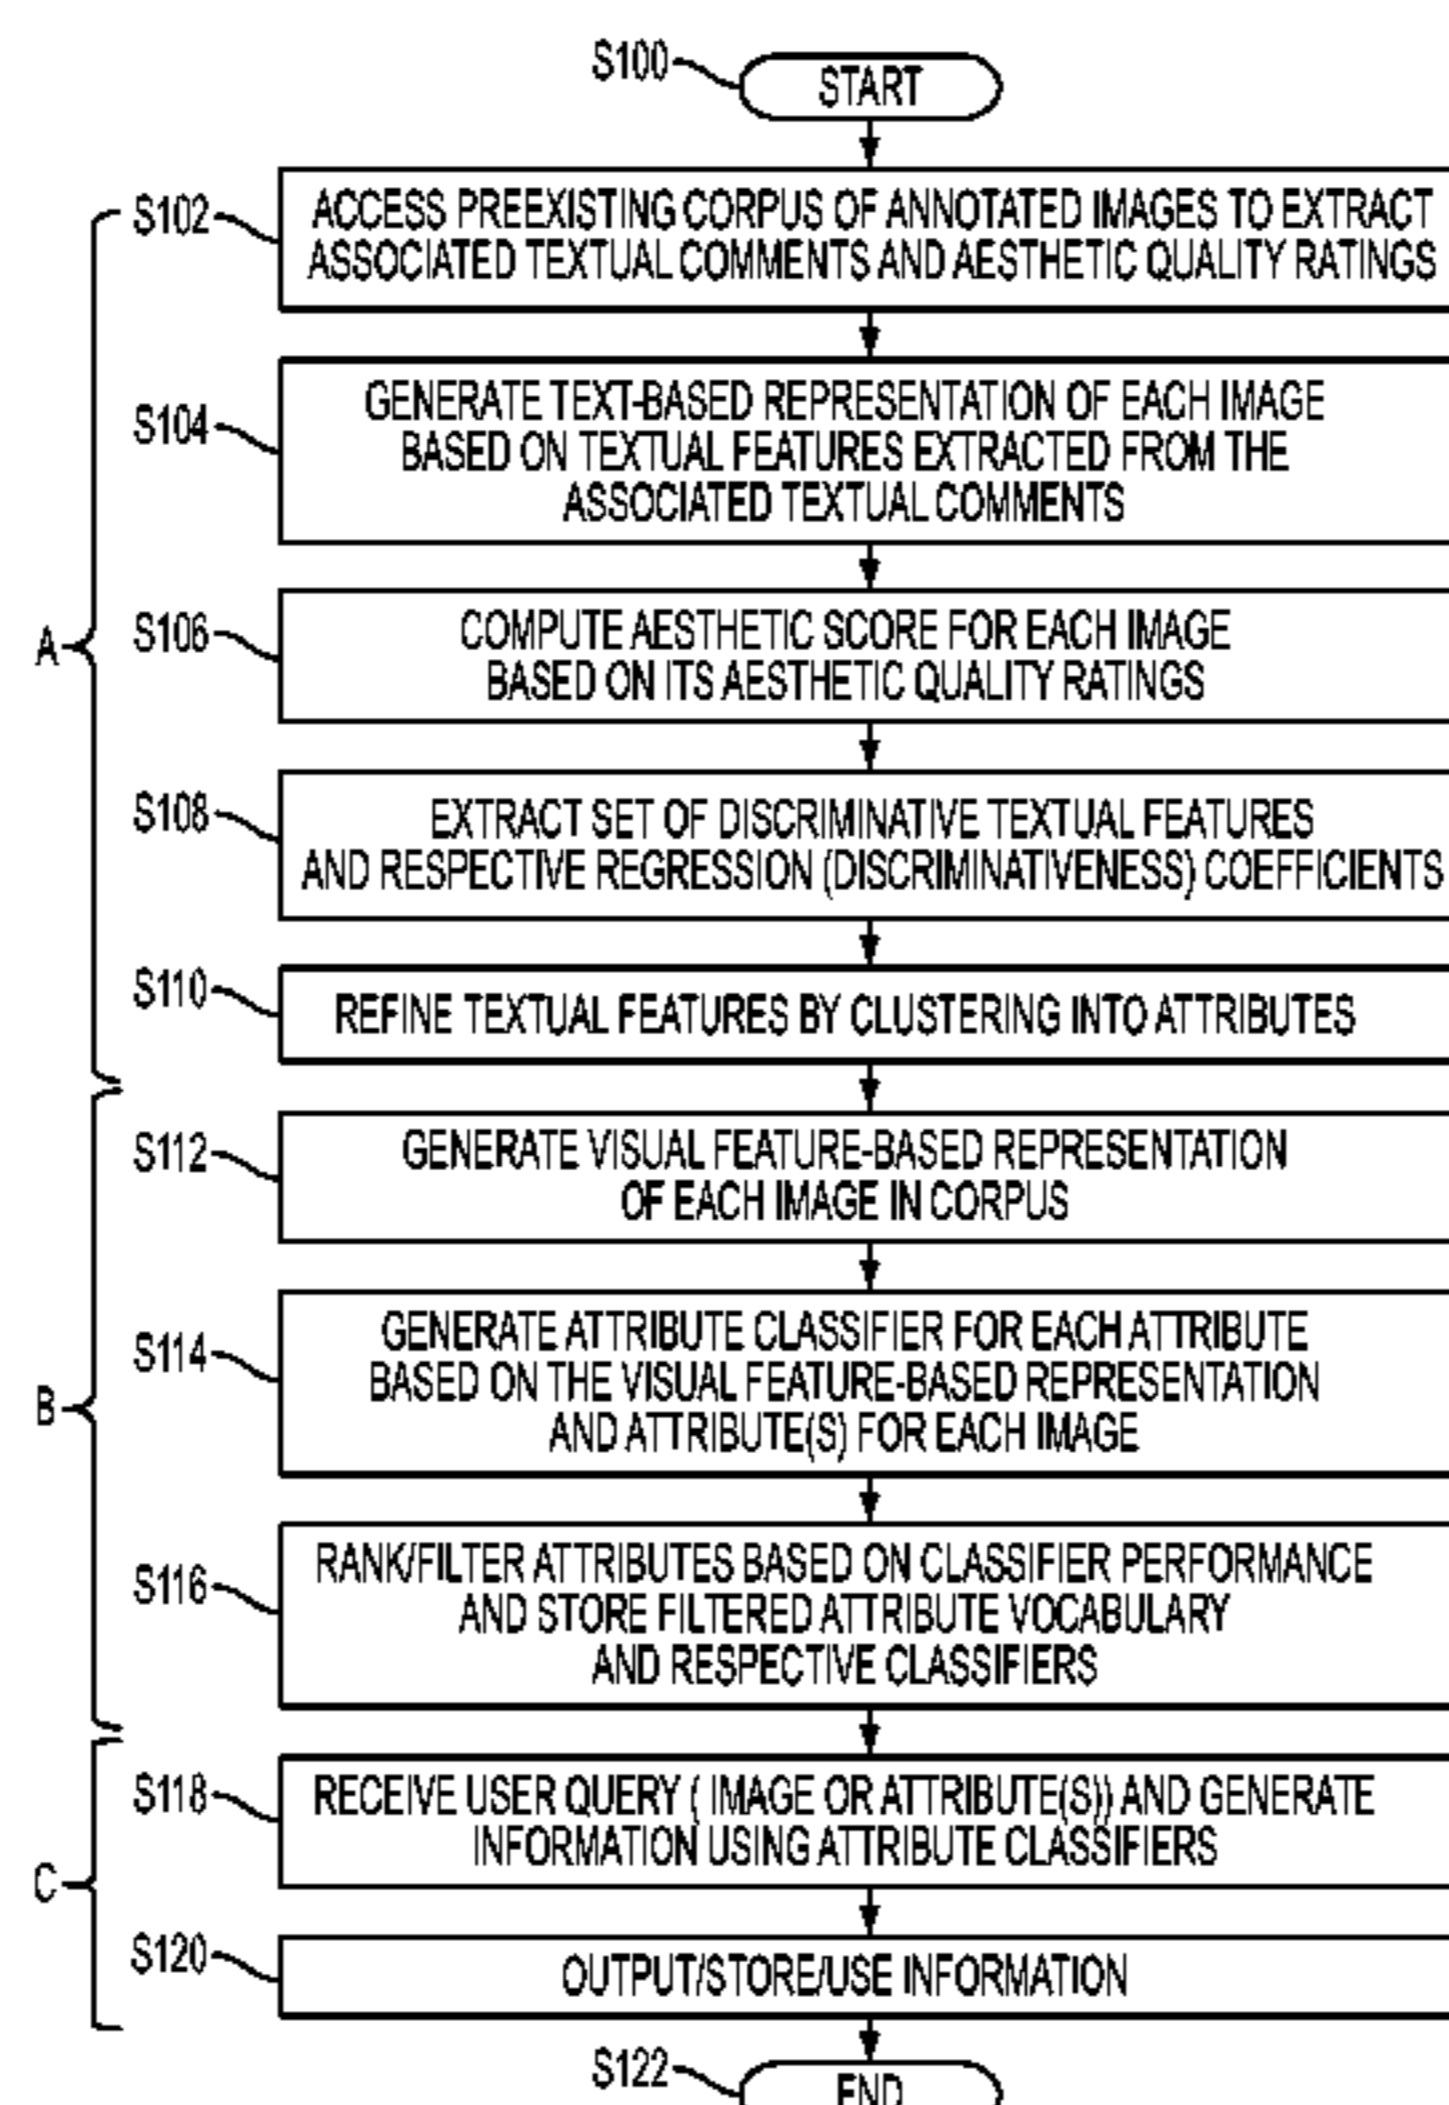 S100
START
S102
ACCESS PREEXISTING CORPUS OF ANNOTATED IMAGES TO EXTRACT
ASSOCIATED TEXTUAL COMMENTS AND AESTHETIC QUALITY RATINGS
S104
GENERATE TEXT-BASED REPRESENTATION OF EACH IMAGE
BASED ON TEXTUAL FEATURES EXTRACTED FROM THE
ASSOCIATED TEXTUAL COMMENTS
A
S106
COMPUTE AESTHETIC SCORE FOR EACH IMAGE
BASED ON ITS AESTHETIC QUALITY RATINGS
S108
EXTRACT SET OF DISCRIMINATIVE TEXTUAL FEATURES
AND RESPECTIVE REGRESSION (DISCRIMINATIVENESS) COEFFICIENTS
S110
REFINE TEXTUAL FEATURES BY CLUSTERING INTO ATTRIBUTES
S112
GENERATE VISUAL FEATURE-BASED REPRESENTATION
OF EACH IMAGE IN CORPUS
S114
GENERATE ATTRIBUTE CLASSIFIER FOR EACH ATTRIBUTE
BASED ON THE VISUAL FEATURE-BASED REPRESENTATION
AND ATTRIBUTE(S) FOR EACH IMAGE
B
S116
RANK/FILTER ATTRIBUTES BASED ON CLASSIFIER PERFORMANCE
AND STORE FILTERED ATTRIBUTE VOCABULARY
AND RESPECTIVE CLASSIFIERS
S118
RECEIVE USER QUERY ( IMAGE OR ATTRIBUTE(S)) AND GENERATE
INFORMATION USING ATTRIBUTE CLASSIFIERS
C
S120
OUTPUT/STORE/USE INFORMATION
S122
END